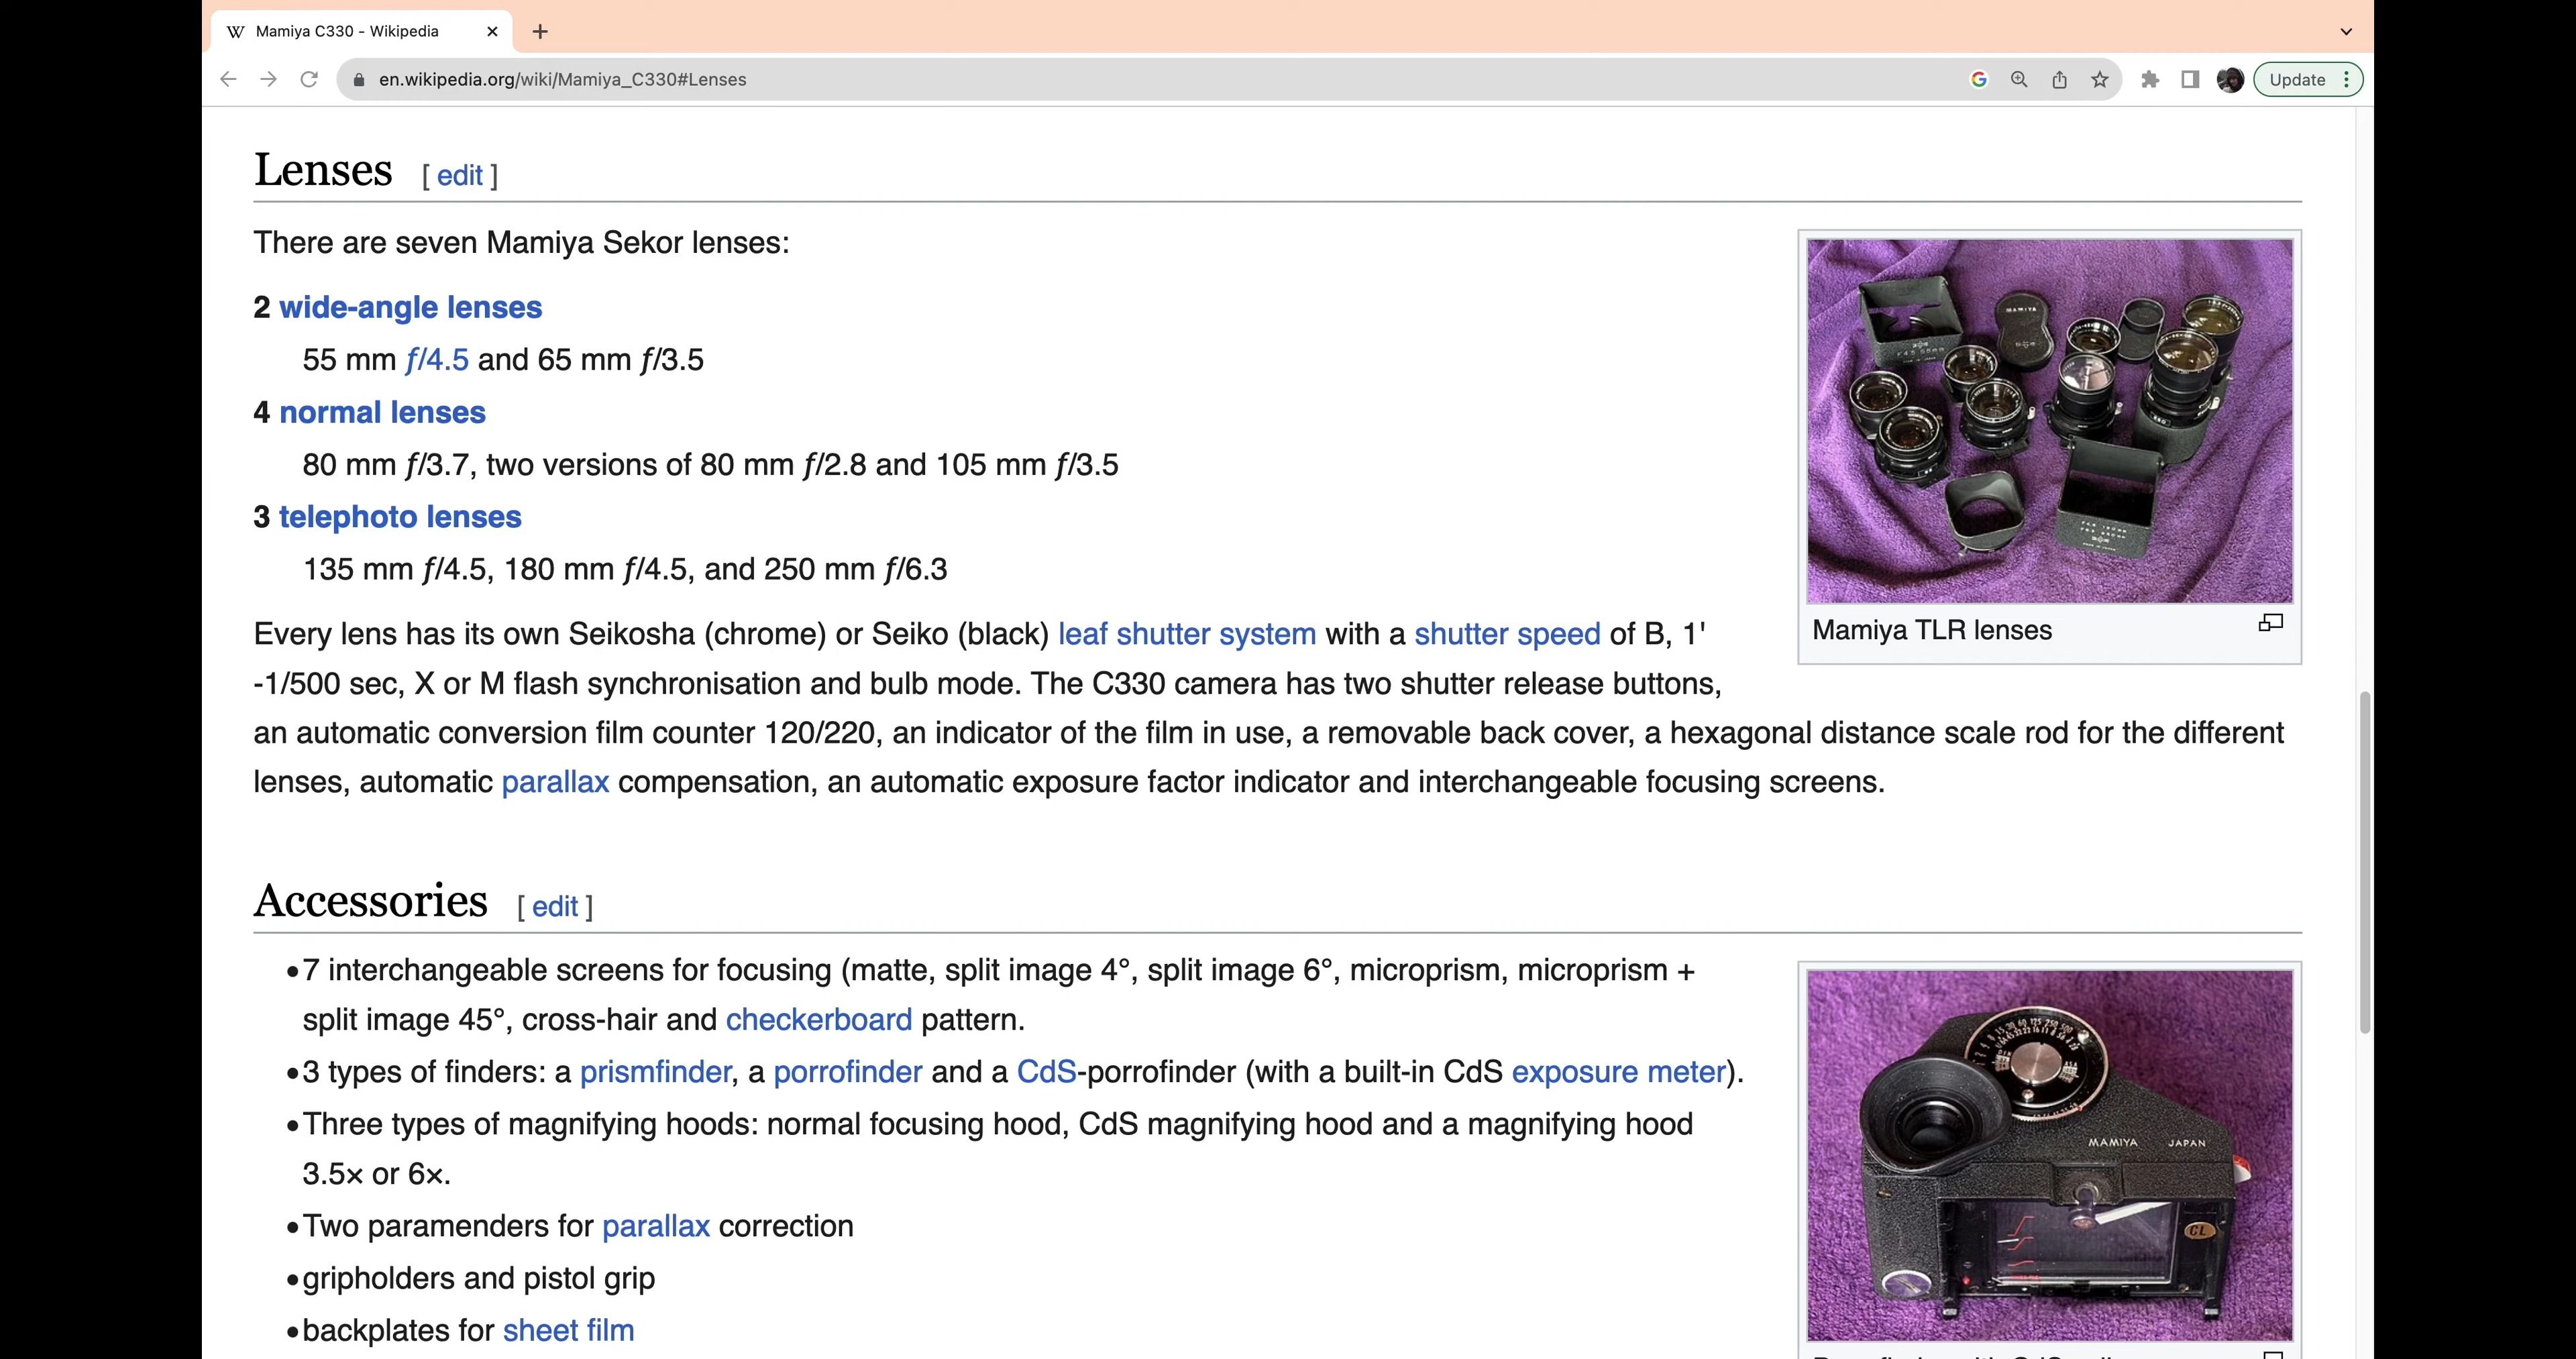 Mamiya C330 - Wikipedia
en.wikipedia.org/wiki/Mamiya_C330#Lenses
Update
Lenses [ edit ]
There are seven Mamiya Sekor lenses:
2 wide-angle lenses
55 mm f/4.5 and 65 mm f/3.5
4 normal lenses
80 mm f/3.7, two versions of 80 mm f/2.8 and 105 mm f/3.5
3 telephoto lenses
135 mm f/4.5, 180 mm f/4.5, and 250 mm f/6.3
MAMIYA
Mamiya TLR lenses
Every lens has its own Seikosha (chrome) or Seiko (black) leaf shutter system with a shutter speed of B, 1'
-1/500 sec, X or M flash synchronisation and bulb mode. The C330 camera has two shutter release buttons,
an automatic conversion film counter 120/220, an indicator of the film in use, a removable back cover, a hexagonal distance scale rod for the different
lenses, automatic parallax compensation, an automatic exposure factor indicator and interchangeable focusing screens.
Accessories [ edit ]
•7 interchangeable screens for focusing (matte, split image 4°, split image 6°, microprism, microprism +
split image 45°, cross-hair and checkerboard pattern.
•3 types of finders: a prismfinder, a porrofinder and a CdS-porrofinder (with a built-in CdS exposure meter).
•Three types of magnifying hoods: normal focusing hood, CdS magnifying hood and a magnifying hood
3.5× or 6×.
•Two paramenders for parallax correction
•gripholders and pistol grip
•backplates for sheet film
MAMIYA JAPAN
CL